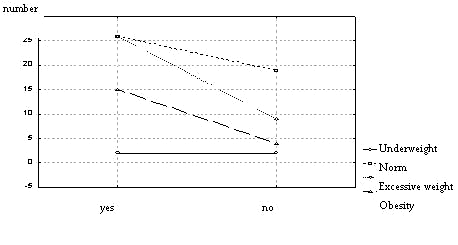 number
25
20
15
10
5
0
-5
yes no
Underweight
Norm
Excessive weight
Obesity